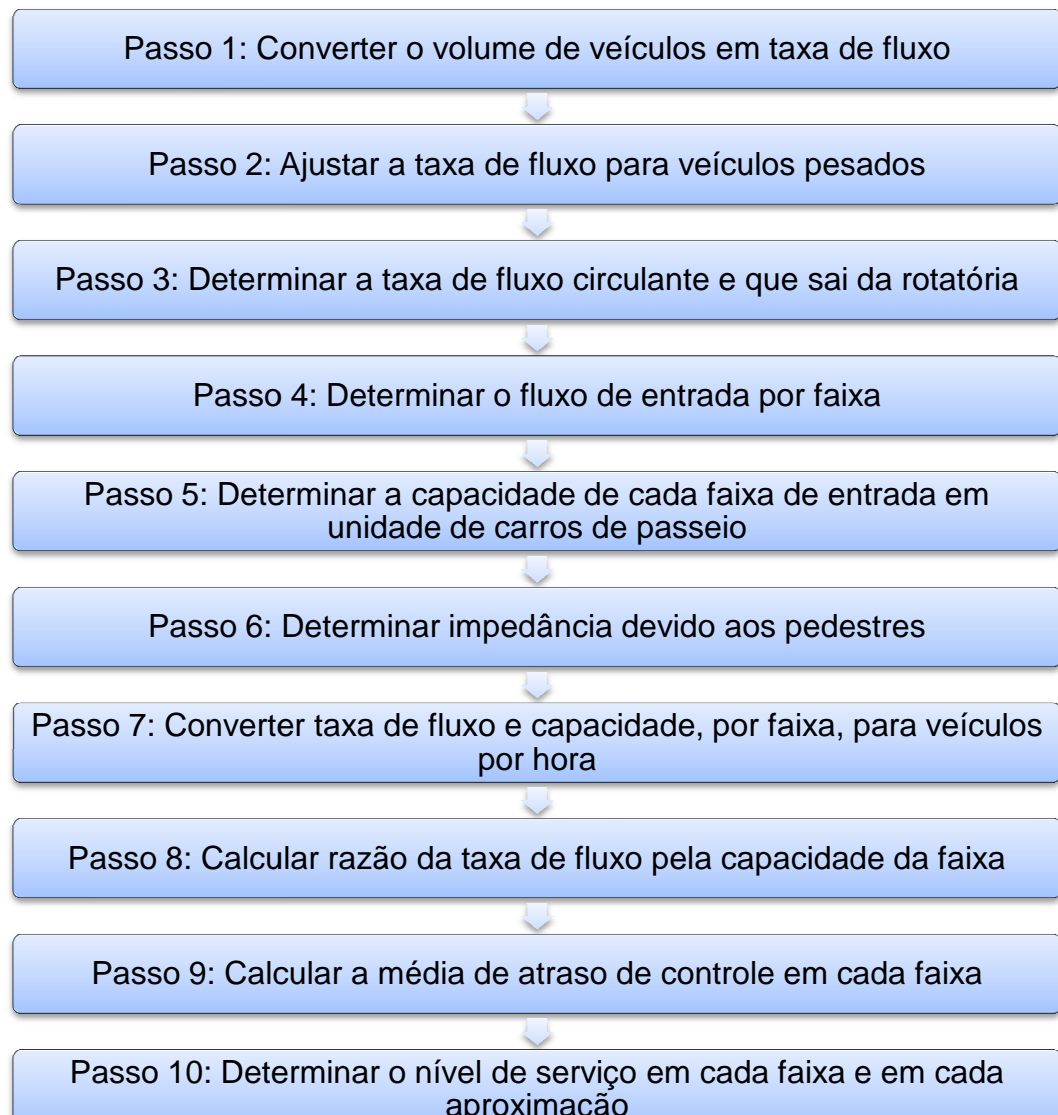 Passo 1: Converter o volume de veículos em taxa de fluxo
Passo 2: Ajustar a taxa de fluxo para veículos pesados
Passo 3: Determinar a taxa de fluxo circulante e que sai da rotatória
Passo 4: Determinar o fluxo de entrada por faixa
Passo 5: Determinar a capacidade de cada faixa de entrada em
unidade de carros de passeio
Passo 6: Determinar impedância devido aos pedestres
Passo 7: Converter taxa de fluxo e capacidade, por faixa, para veículos
por hora
Passo 8: Calcular razão da taxa de fluxo pela capacidade da faixa
Passo 9: Calcular a média de atraso de controle em cada faixa
Passo 10: Determinar o nível de serviço em cada faixa e em cada
aproximação